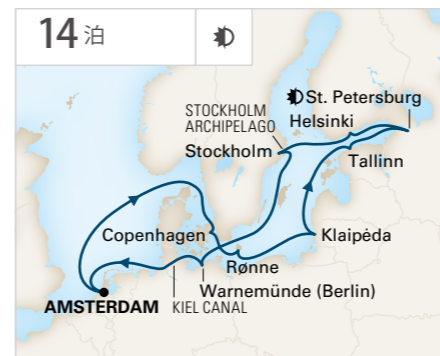 14 泊
St. Petersburg
STOCKHOLM
ARCHIPELAGO
Helsinki
Stockholm
Tallinn
Copenhagen
Klaipėda
Rønne
AMSTERDAM
KIEL CANAL
Warnemünde (Berlin)